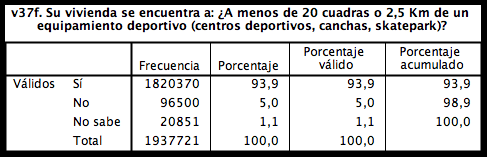 v37f. Su vivienda se encuentra a: ¿A menos de 20 cuadras o 2,5 Km de un
equipamiento deportivo (centros deportivos, canchas, skatepark)?
Frecuencia Porcentaje Porcentaje válido Porcentaje acumulado
Válidos Sí 1820370 93,9 93,9 93,9
No 96500 5,0 5,0 98,9
No sabe 20851 1,1 1,1 100,0
Total 1937721 100,0 100,0